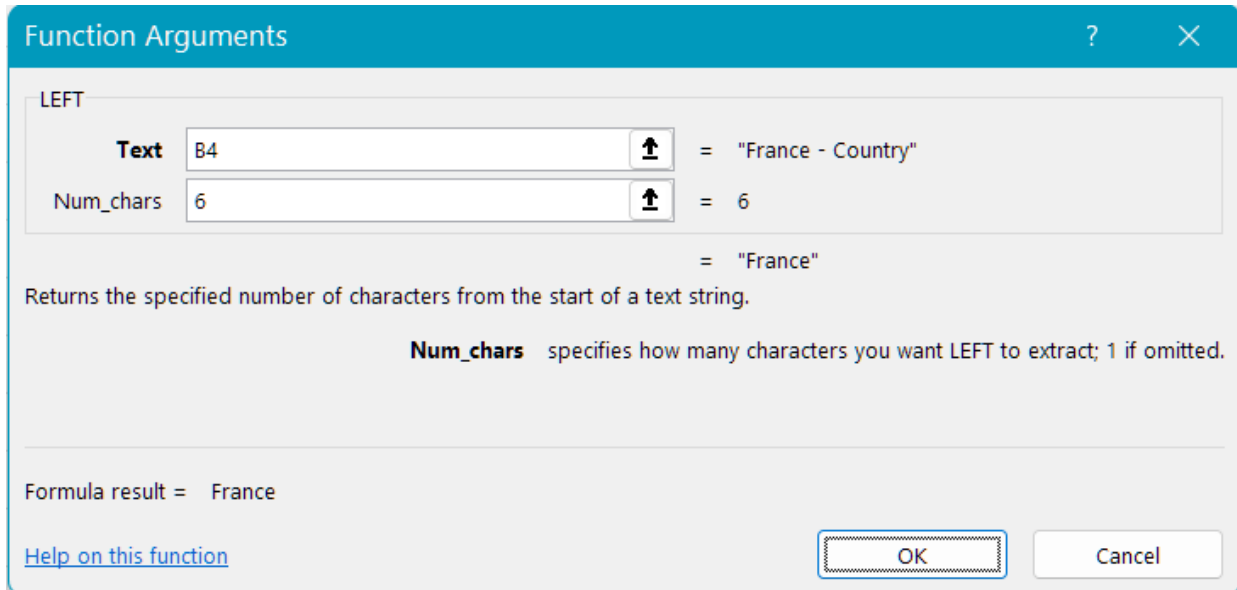 Function Arguments ?
LEFT
Text B4 = "France - Country"
Num_chars 6 = 6
= "France"
Returns the specified number of characters from the start of a text string.
Num_chars specifies how many characters you want LEFT to extract; 1 if omitted.
Formula result = France
Help on this function OK Cancel